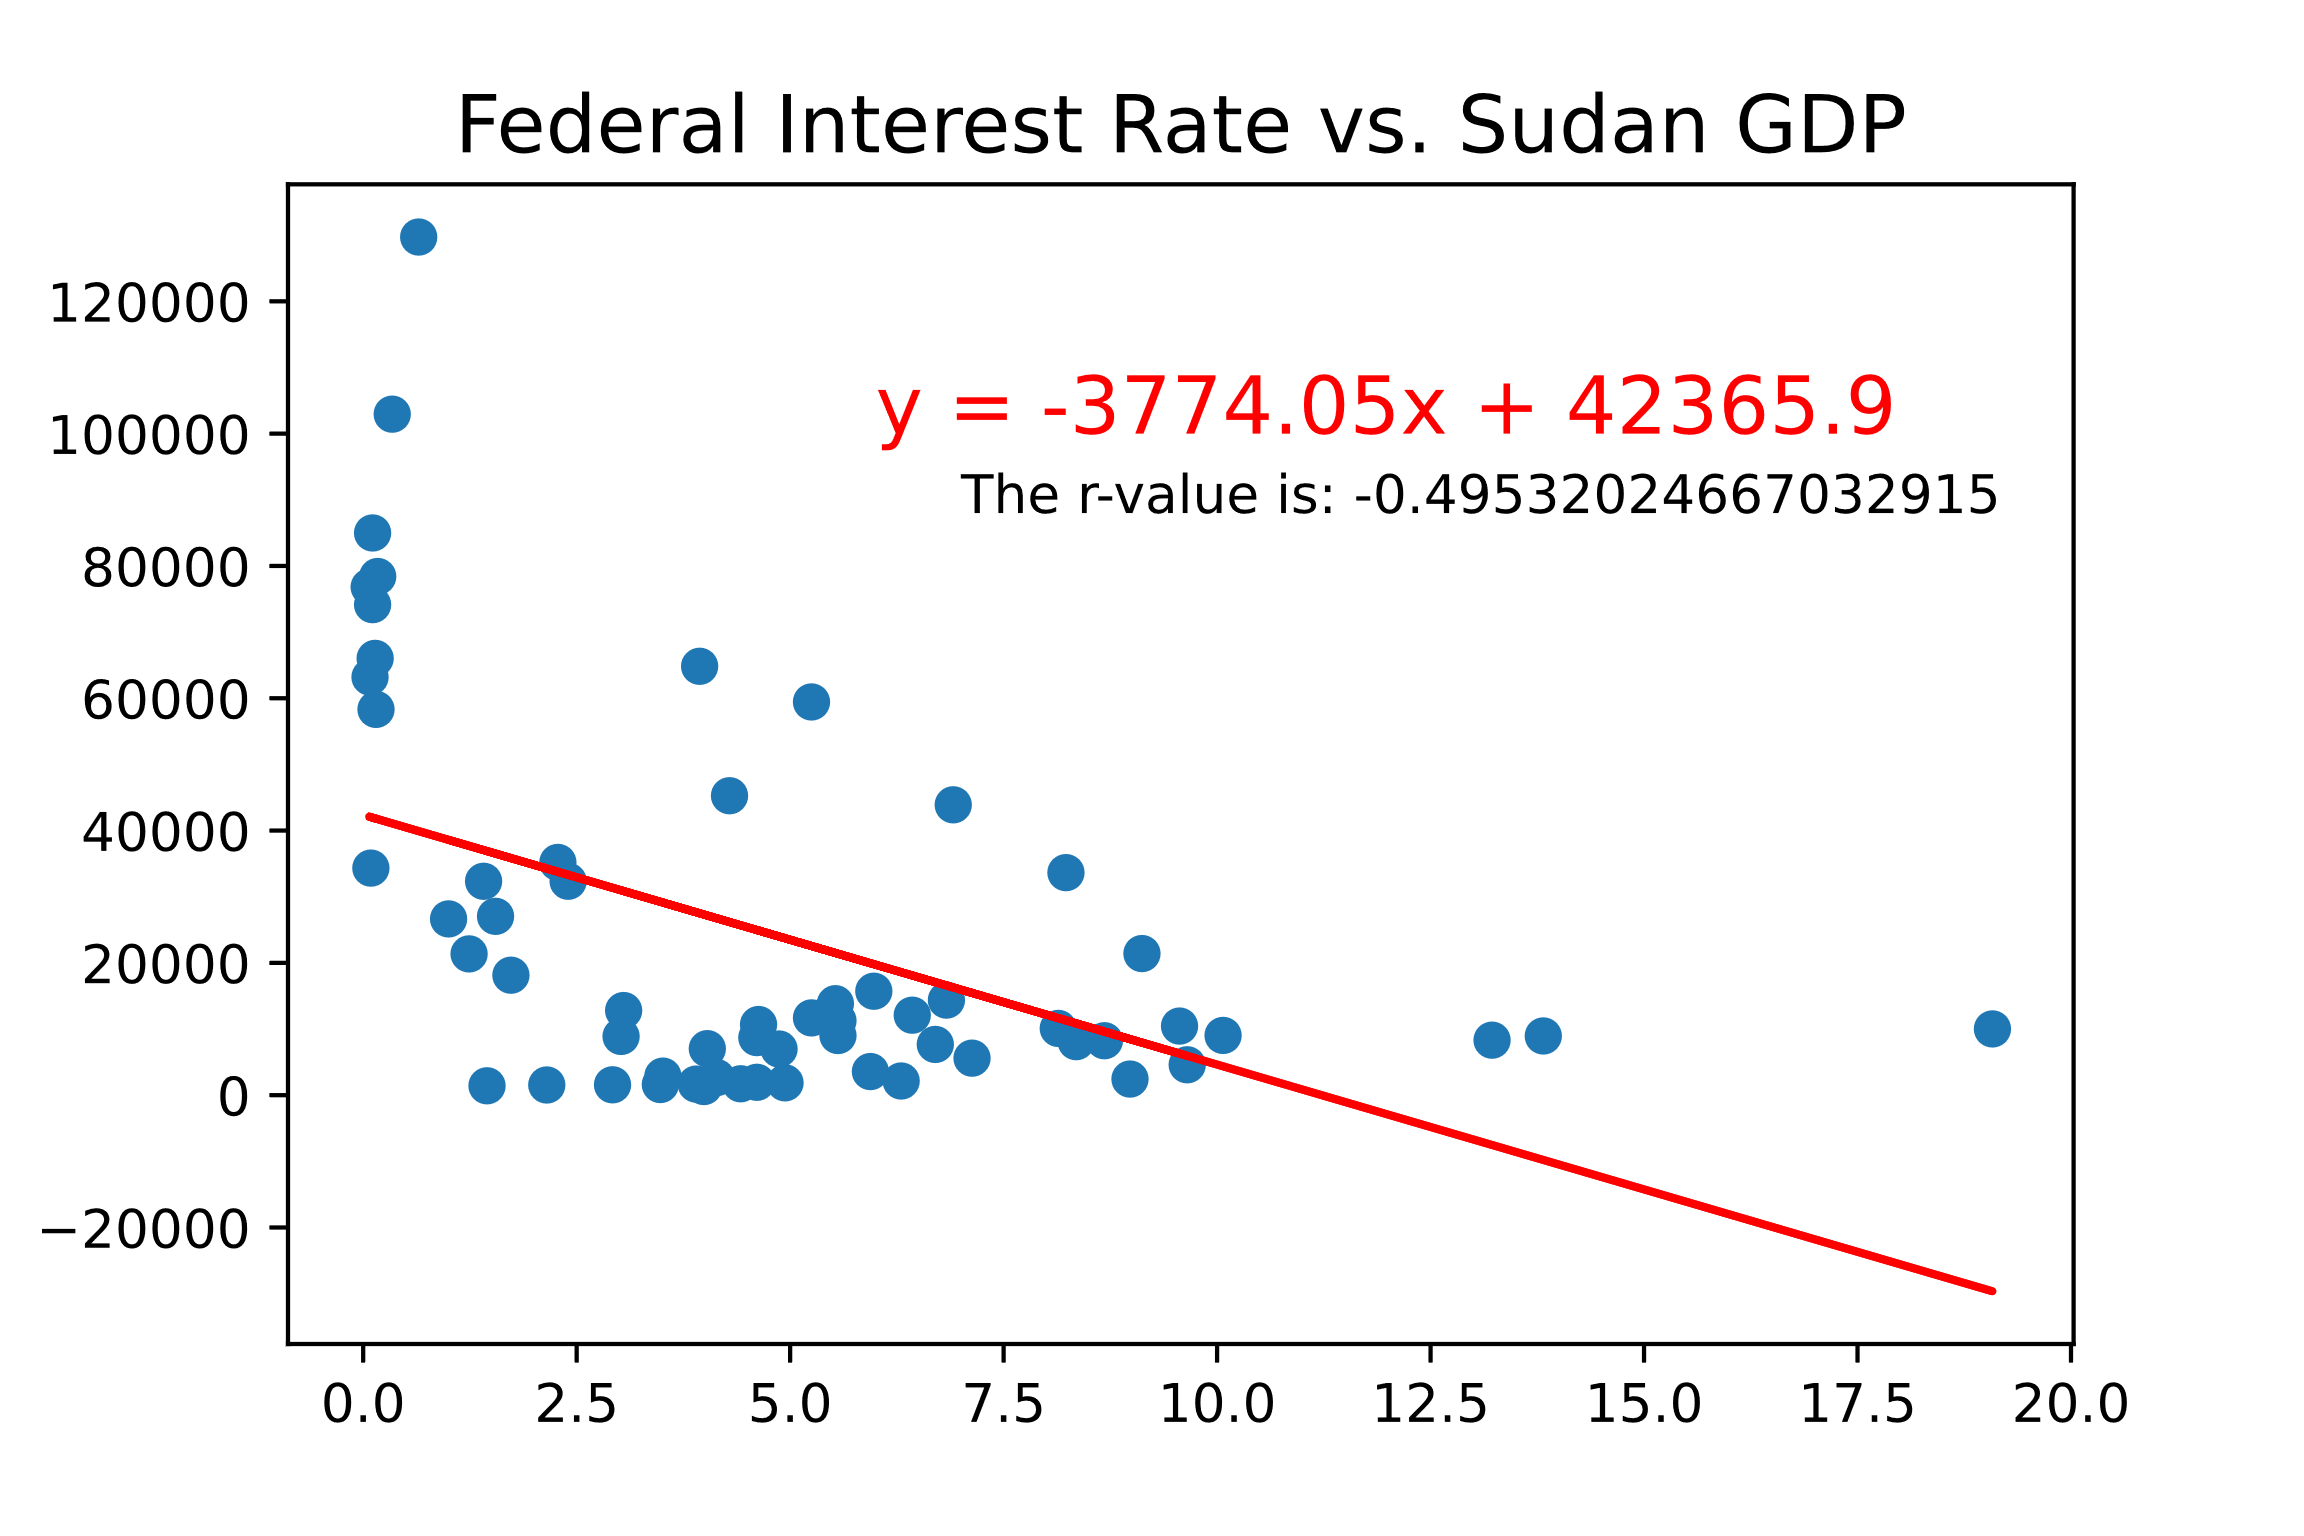 Federal Interest Rate vs. Sudan GDP
120000
100000
80000
60000
40000
20000
0
−20000
y = -3774.05x + 42365.9
The r-value is: -0.49532024667032915
0.0 2.5 5.0 7.5 10.0 12.5 15.0 17.5 20.0